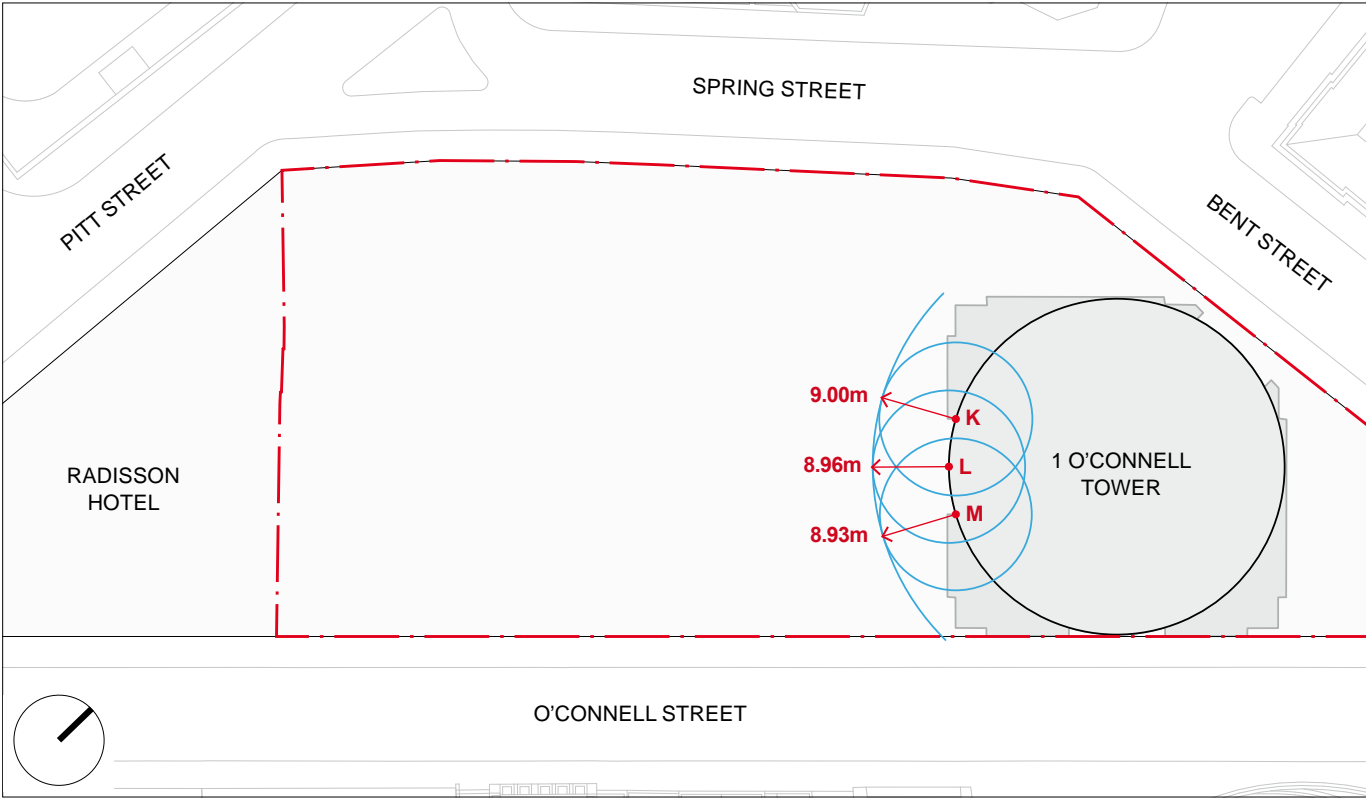 SPRING STREET
PITT STREET
BENT STREET
9.00m
K
8.96m
L
1 O'CONNELL
TOWER
RADISSON
HOTEL
M
8.93m
O'CONNELL STREET